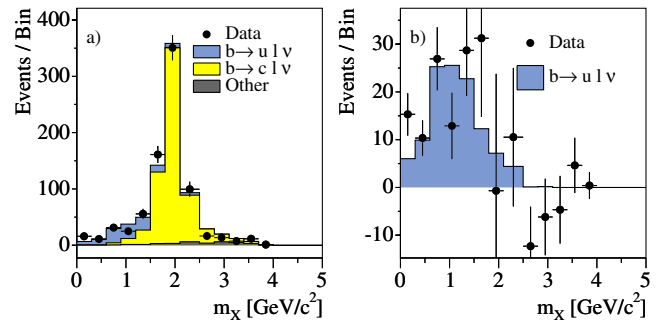 Events / Bin
400
300
200
100
0
a)
Data
b→ u l ν
b→ c l ν
Other
0 1 2 3 4 5
m_X [GeV/c²]
Events / Bin
30
20
10
0
-10
b)
Data
b→ u l ν
0 1 2 3 4 5
m_X [GeV/c²]